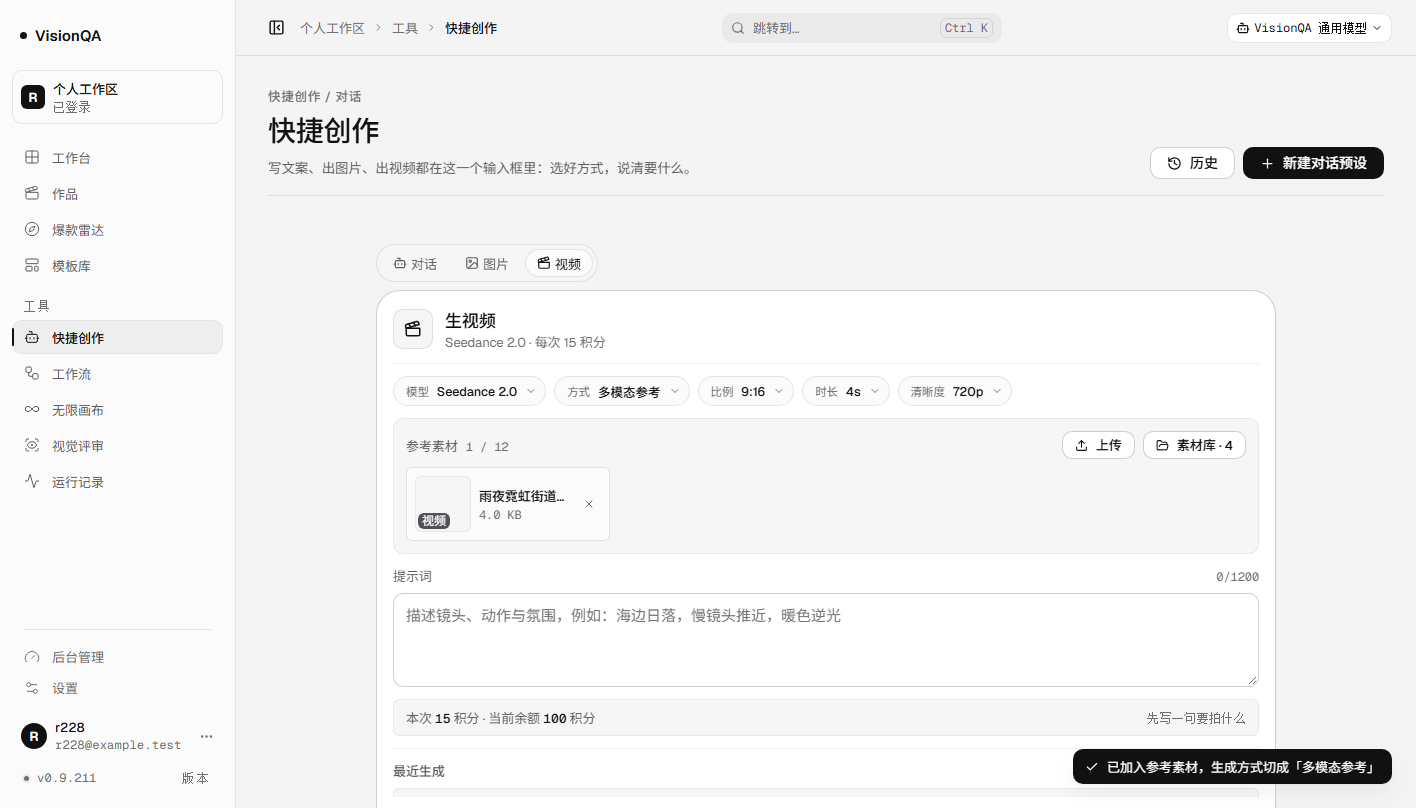 VisionQA
R
个人工作区
已登录
工作台
作品
爆款雷达
模板库
工具
快捷创作
工作流
无限画布
视觉评审
运行记录
后台管理
设置
R
r228
r228@example.test
v0.9.211
版本
个人工作区
工具
快捷创作
跳转到...
Ctrl K
VisionQA 通用模型
快捷创作 / 对话
快捷创作
写文案、出图片、出视频都在这一个输入框里：选好方式，说清要什么。
历史
新建对话预设
对话
图片
视频
生视频
Seedance 2.0 · 每次 15 积分
模型 Seedance 2.0
方式 多模态参考
比例 9:16
时长 4s
清晰度 720p
参考素材 1 / 12
上传
素材库 · 4
视频
雨夜霓虹街道…
4.0 KB
提示词
0/1200
描述镜头、动作与氛围，例如：海边日落，慢镜头推近，暖色逆光
本次 15 积分 · 当前余额 100 积分
先写一句要拍什么
最近生成
已加入参考素材，生成方式切成「多模态参考」